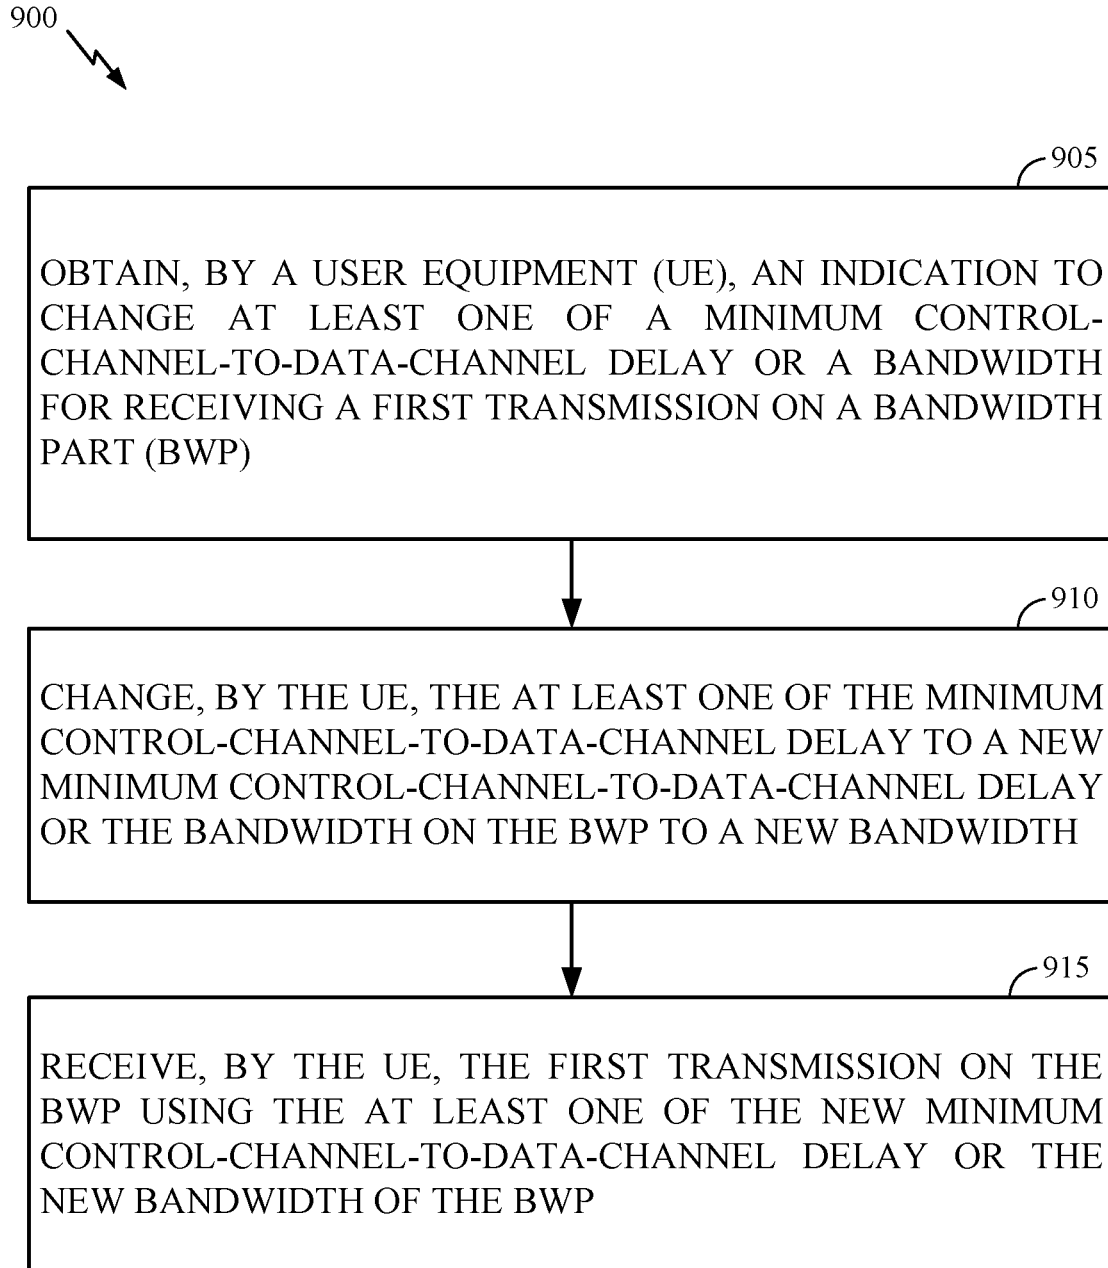 900
905
OBTAIN, BY A USER EQUIPMENT (UE), AN INDICATION TO
CHANGE AT LEAST ONE OF A MINIMUM CONTROL-
CHANNEL-TO-DATA-CHANNEL DELAY OR A BANDWIDTH
FOR RECEIVING A FIRST TRANSMISSION ON A BANDWIDTH
PART (BWP)
910
CHANGE, BY THE UE, THE AT LEAST ONE OF THE MINIMUM
CONTROL-CHANNEL-TO-DATA-CHANNEL DELAY TO A NEW
MINIMUM CONTROL-CHANNEL-TO-DATA-CHANNEL DELAY
OR THE BANDWIDTH ON THE BWP TO A NEW BANDWIDTH
915
RECEIVE, BY THE UE, THE FIRST TRANSMISSION ON THE
BWP USING THE AT LEAST ONE OF THE NEW MINIMUM
CONTROL-CHANNEL-TO-DATA-CHANNEL DELAY OR THE
NEW BANDWIDTH OF THE BWP